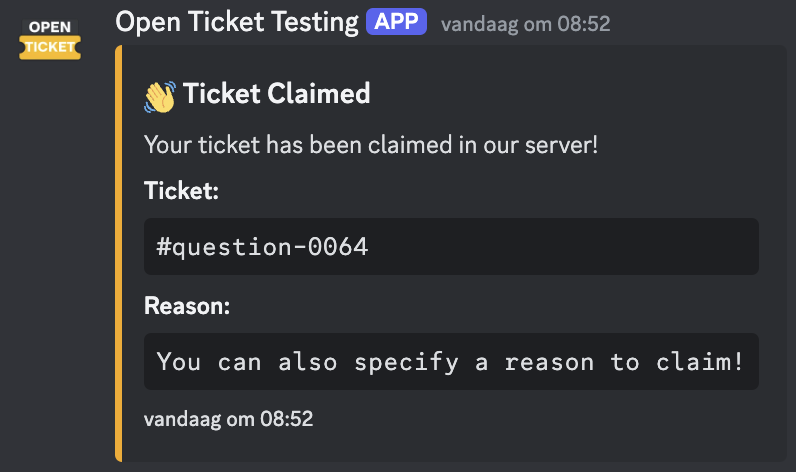 OPEN
TICKET
Open Ticket Testing APP vandaag om 08:52
👋 Ticket Claimed
Your ticket has been claimed in our server!
Ticket:
#question-0064
Reason:
You can also specify a reason to claim!
vandaag om 08:52